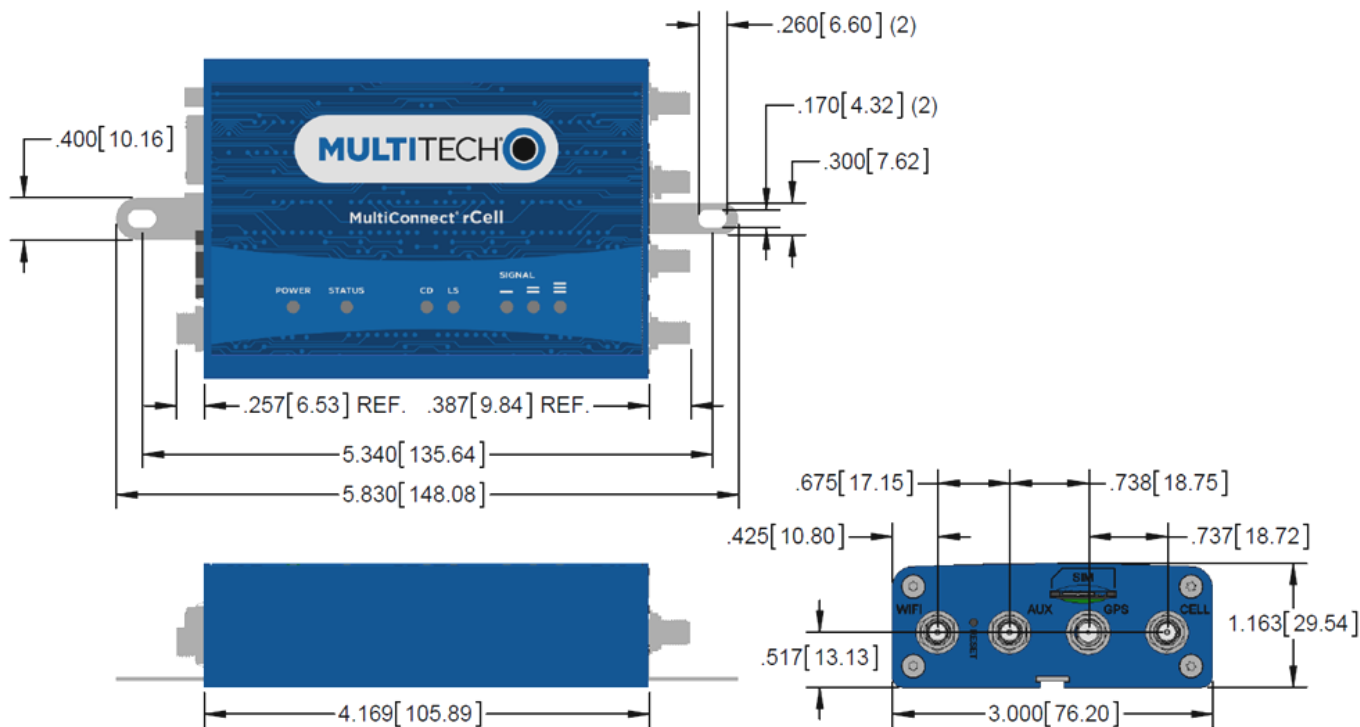 .260[6.60] (2)
.170[4.32] (2)
.400[10.16]
.300[7.62]
MULTITECH®
MultiConnect® rCell
SIGNAL
POWER STATUS CD LS
.257[6.53] REF. .387[9.84] REF.
5.340[135.64]
5.830[148.08]
.675[17.15] .738[18.75]
.425[10.80] .737[18.72]
SIM
WIFI AUX GPS CELL
RESET
1.163[29.54]
.517[13.13]
4.169[105.89] 3.000[76.20]